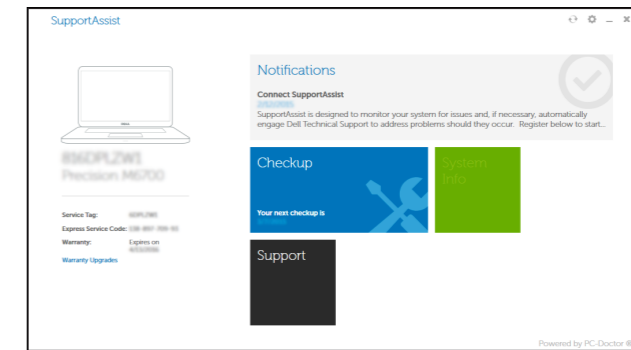 SupportAssist
Notifications
Connect SupportAssist
SupportAssist is designed to monitor your system for issues and, if necessary, automatically
engage Dell Technical Support to address problems should they occur. Register below to start...
Precision M6700
Checkup
Your next checkup is
System
Info
Service Tag:
Express Service Code:
Warranty: Expires on
Warranty Upgrades
Support
Powered by PC-Doctor ®